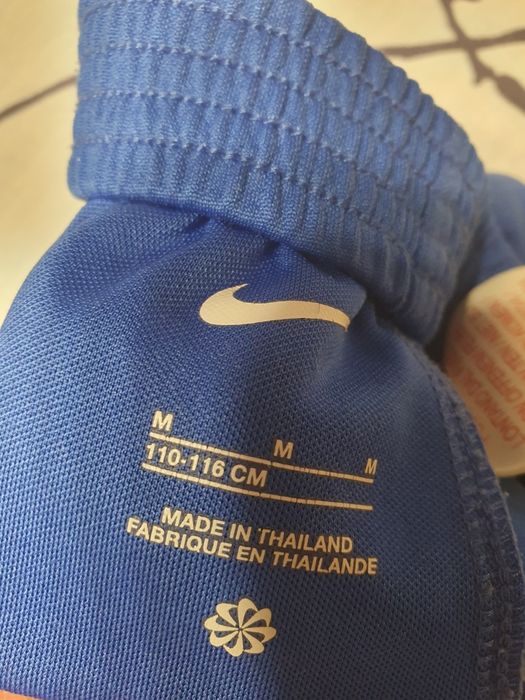 M M M
110-116 CM
MADE IN THAILAND
FABRIQUE EN THAILANDE